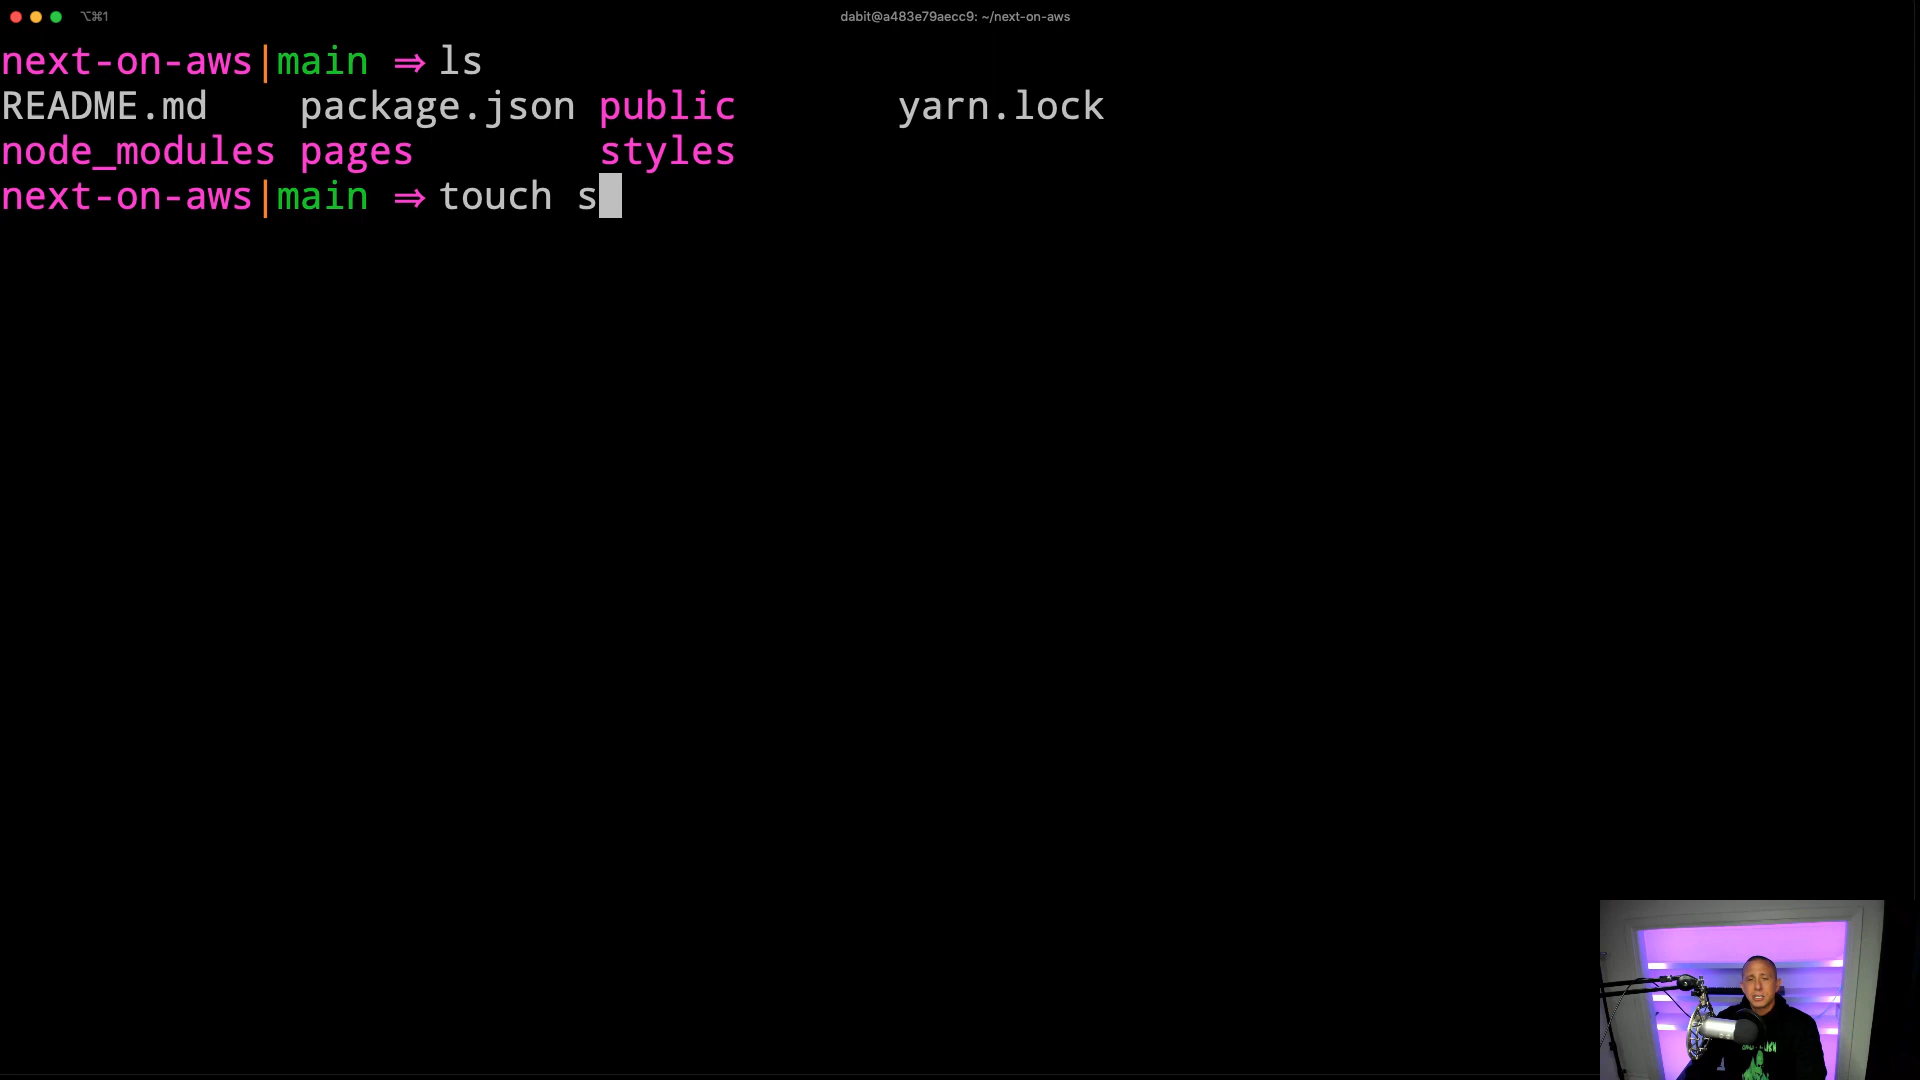 ⌥⌘1
dabit@a483e79aecc9: ~/next-on-aws
next-on-aws|main ⇒ ls
README.md package.json public yarn.lock
node_modules pages styles
next-on-aws|main ⇒ touch s